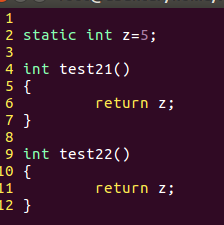 1
2 static int z=5;
3
4 int test21()
5 {
6         return z;
7 }
8
9 int test22()
10 {
11         return z;
12 }